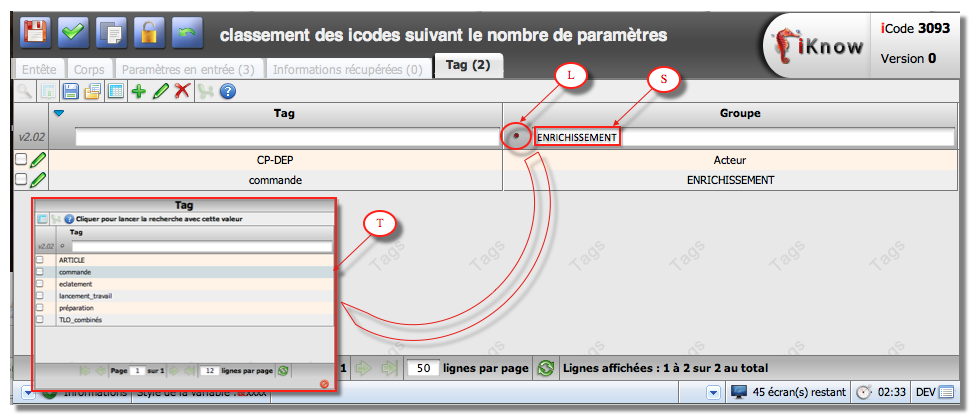 classement des icodes suivant le nombre de paramètres
iKnow
iCode 3093
Version 0
Entête
Corps
Paramètres en entrée (3)
Informations récupérées (0)
Tag (2)
L
S
Tag
Groupe
v2.02
ENRICHISSEMENT
CP-DEP
Acteur
commande
ENRICHISSEMENT
Tag
Cliquer pour lancer la recherche avec cette valeur
Tag
v2.02
T
ARTICLE
commande
eclatement
lancement_travail
préparation
TLO_combinés
Page 1 sur 1
12 lignes par page
Tags Tags Tags Tags Tags Tags
Tags Tags Tags Tags Tags
1
50 lignes par page
Lignes affichées : 1 à 2 sur 2 au total
Informations
Style de la variable :
45 écran(s) restant
02:33
DEV